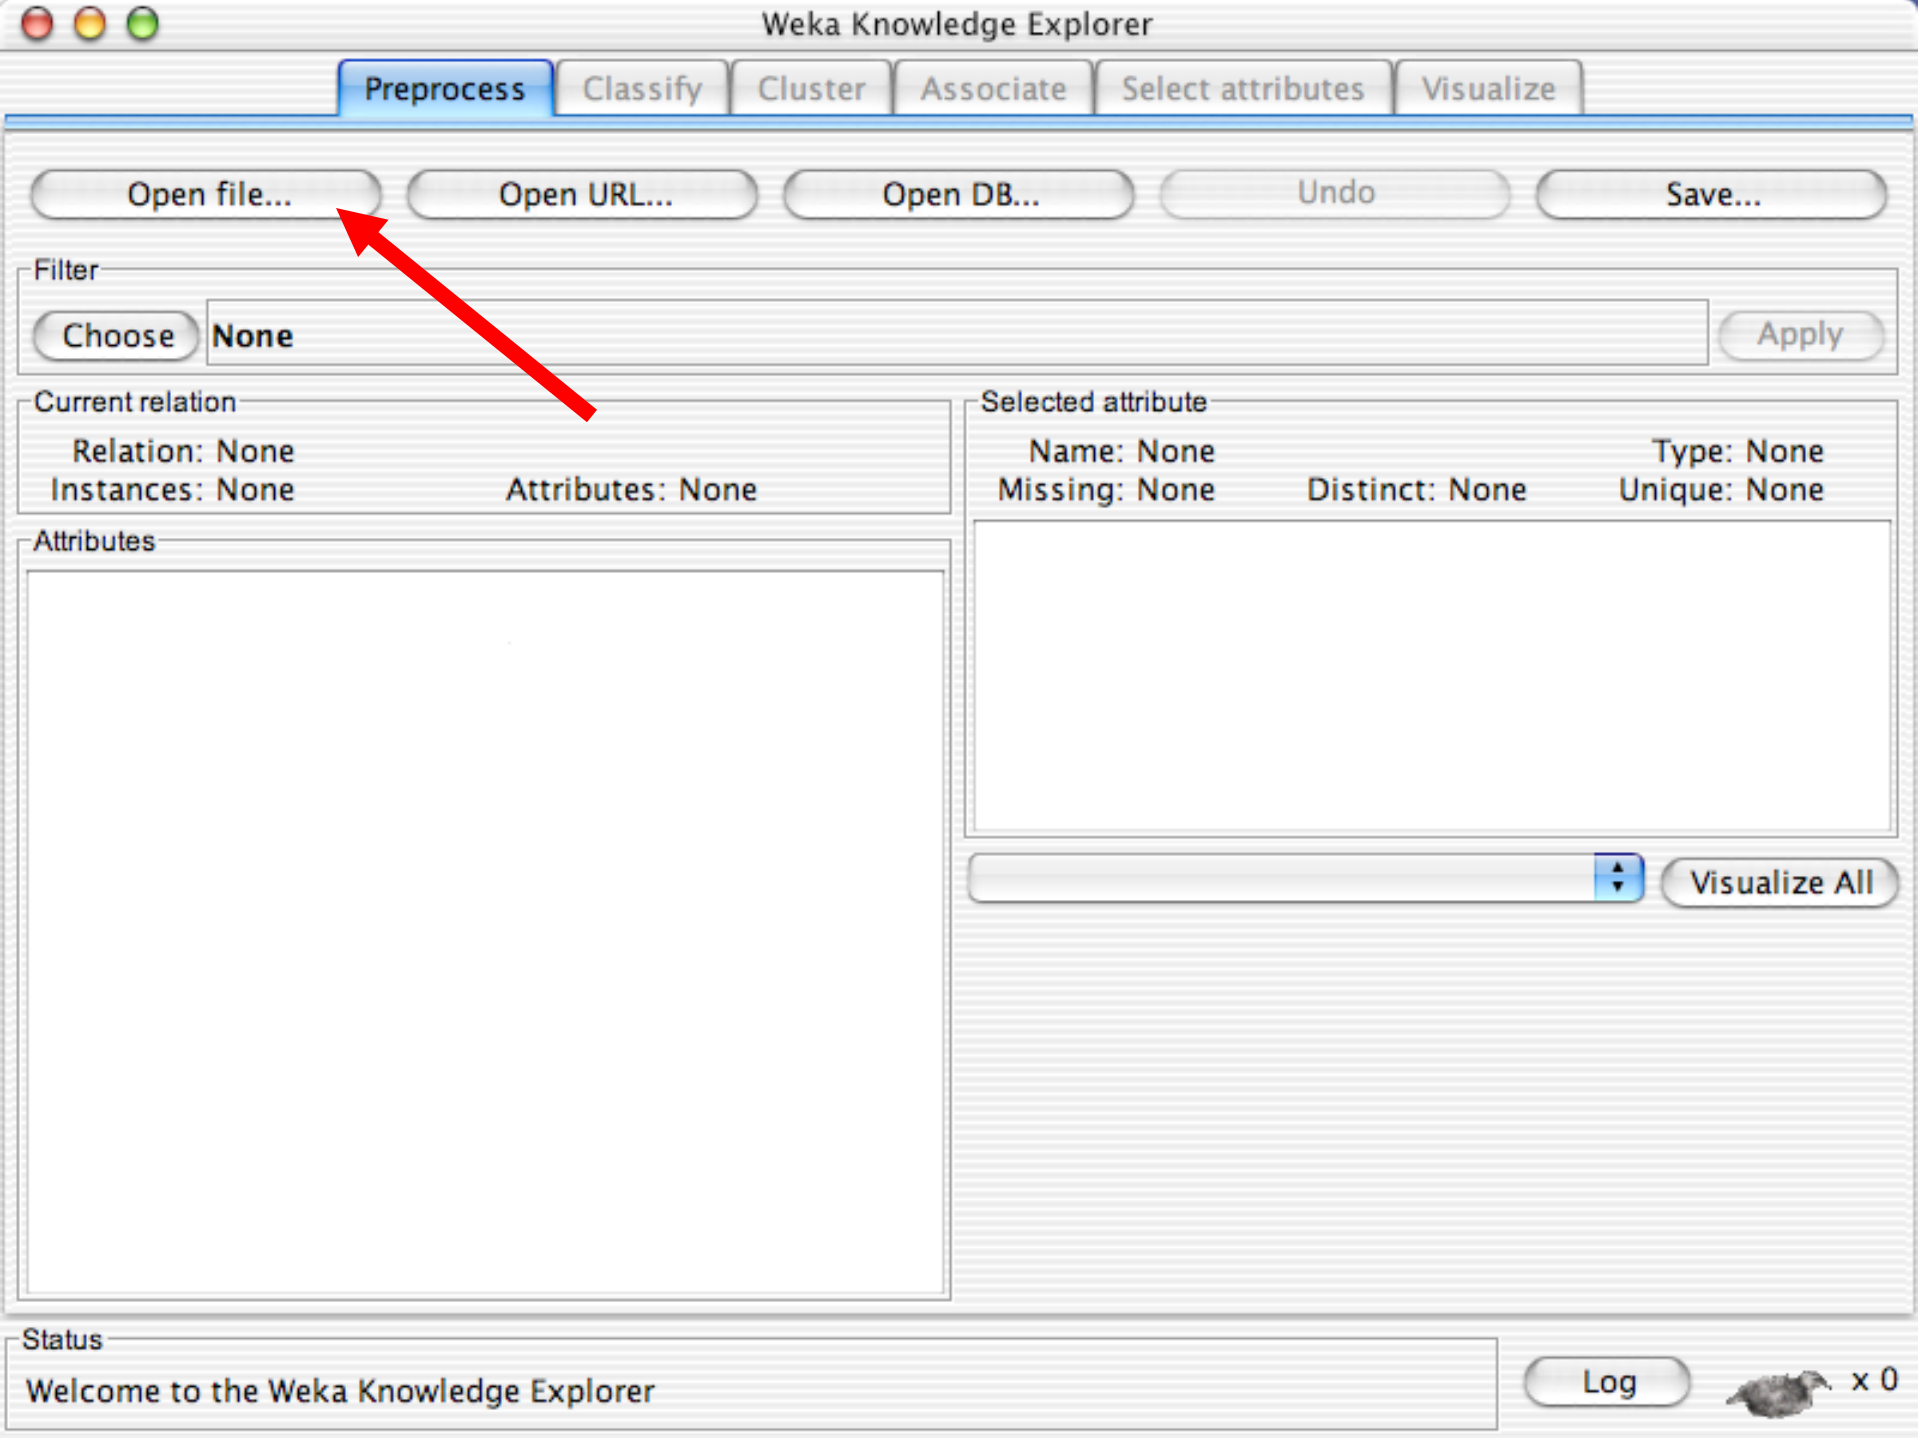 Weka Knowledge Explorer
Preprocess Classify Cluster Associate Select attributes Visualize
Open file... Open URL... Open DB... Undo Save...
Filter
Choose None Apply
Current relation
Relation: None
Instances: None Attributes: None
Selected attribute
Name: None Type: None
Missing: None Distinct: None Unique: None
Attributes
Visualize All
Status
Welcome to the Weka Knowledge Explorer
Log x 0